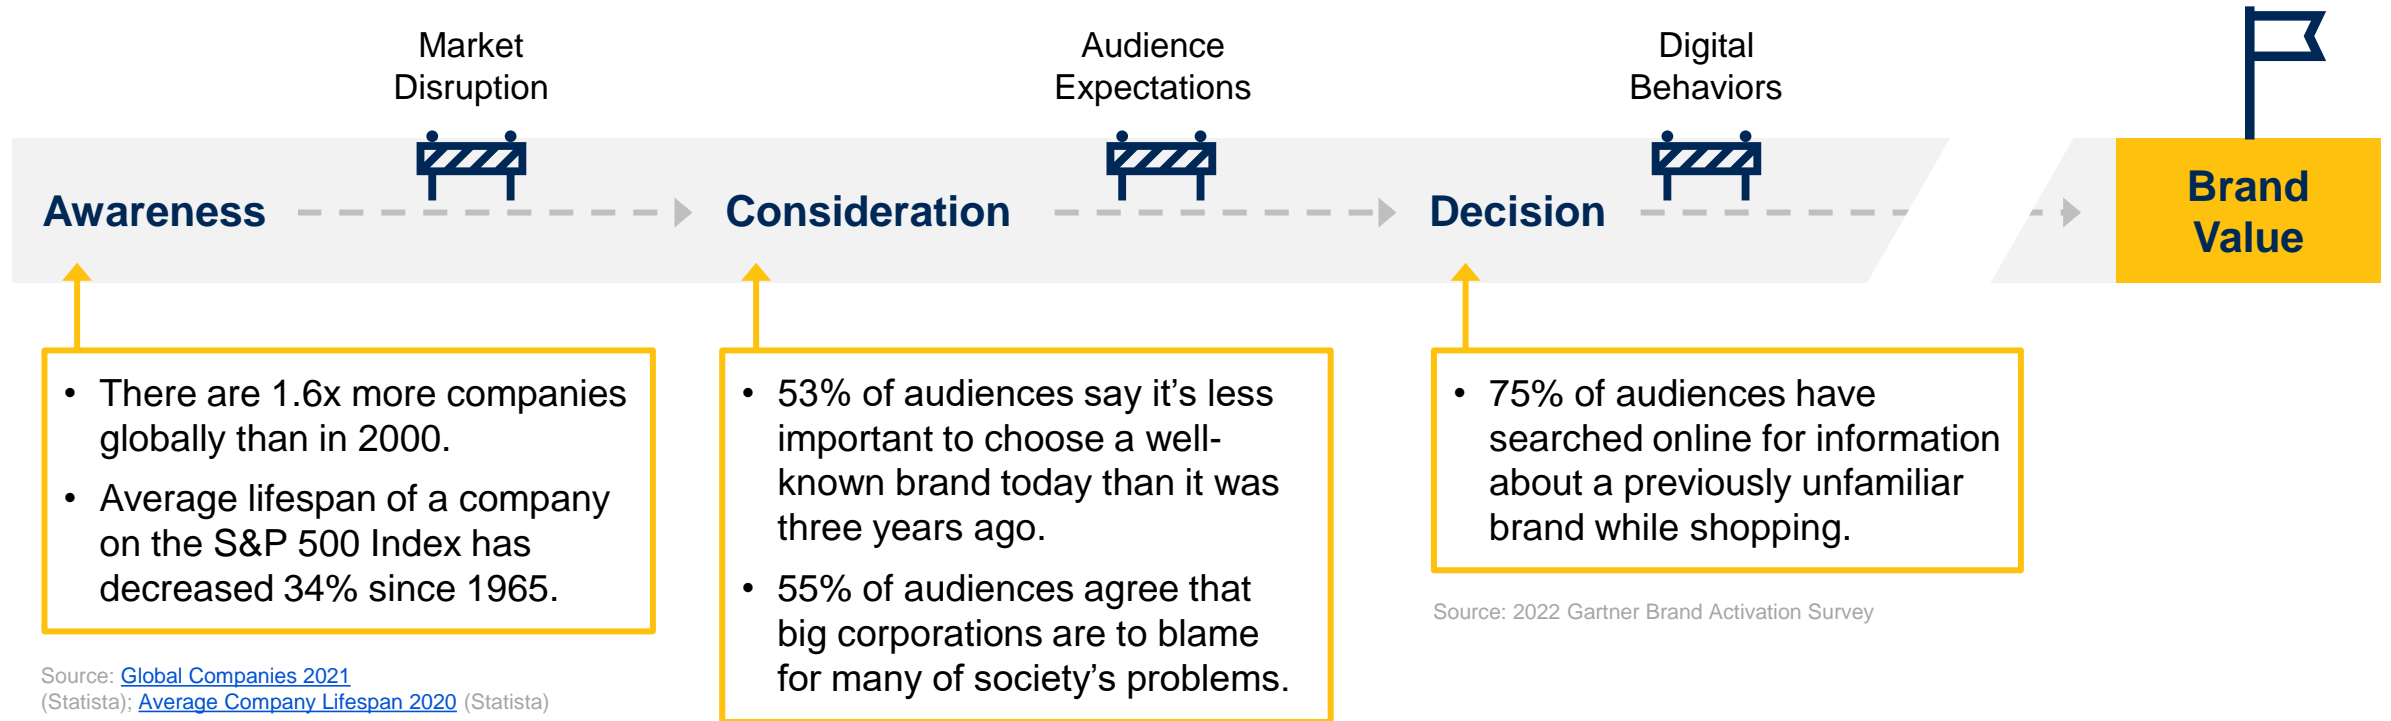 Market
Disruption
Audience
Expectations
Digital
Behaviors
Awareness
Consideration
Decision
Brand
Value
• There are 1.6x more companies
globally than in 2000.
• Average lifespan of a company
on the S&P 500 Index has
decreased 34% since 1965.
Source: Global Companies 2021
(Statista); Average Company Lifespan 2020 (Statista)
• 53% of audiences say it’s less
important to choose a well-
known brand today than it was
three years ago.
• 55% of audiences agree that
big corporations are to blame
for many of society’s problems.
• 75% of audiences have
searched online for information
about a previously unfamiliar
brand while shopping.
Source: 2022 Gartner Brand Activation Survey